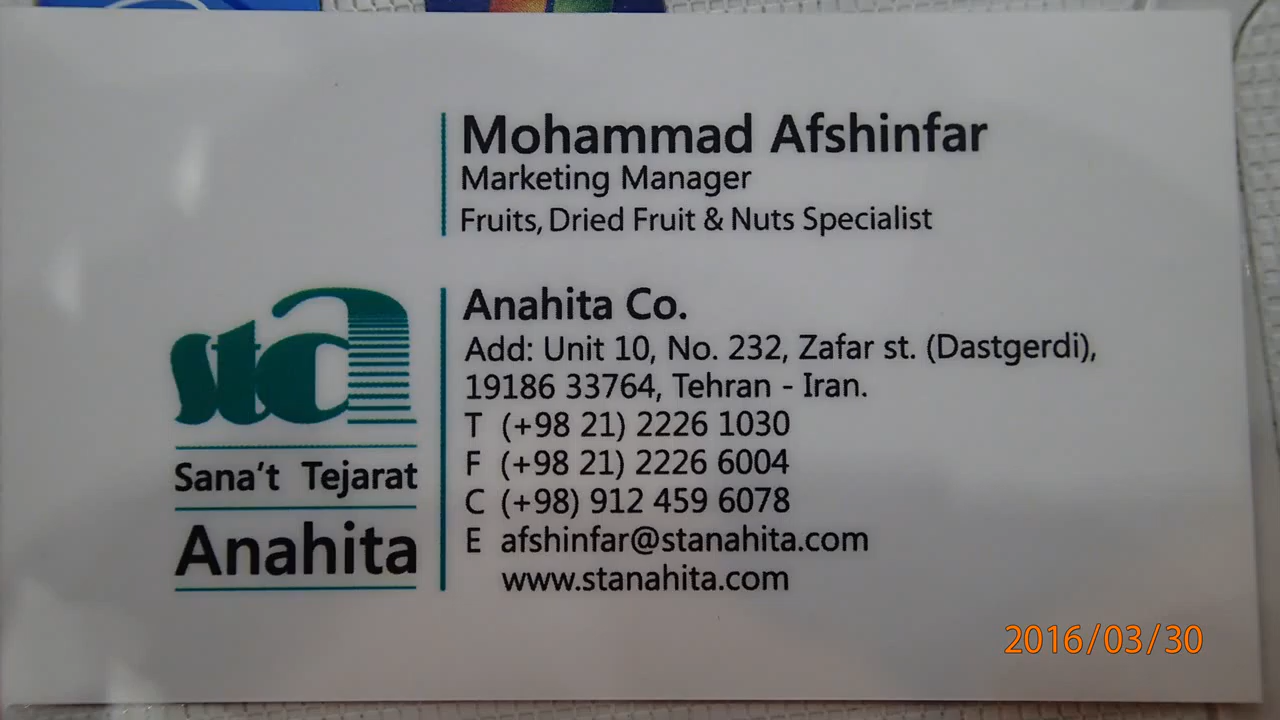 Mohammad Afshinfar
Marketing Manager
Fruits, Dried Fruit & Nuts Specialist
sta
Sana't Tejarat
Anahita
Anahita Co.
Add: Unit 10, No. 232, Zafar st. (Dastgerdi),
19186 33764, Tehran - Iran.
T (+98 21) 2226 1030
F (+98 21) 2226 6004
C (+98) 912 459 6078
E afshinfar@stanahita.com
www.stanahita.com
2016/03/30